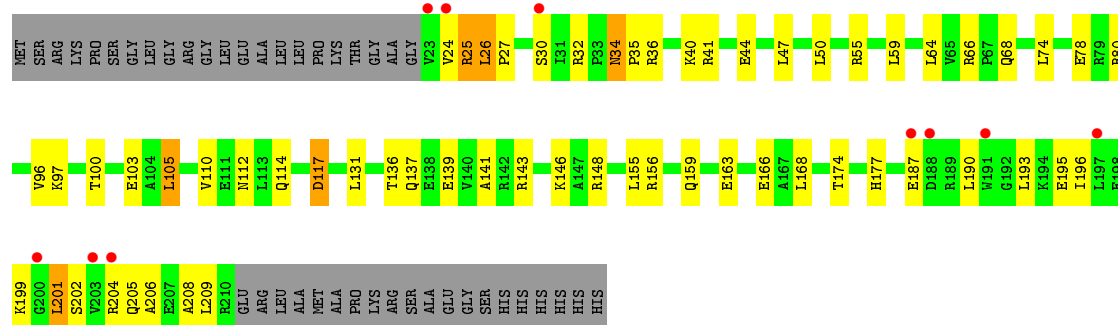 MET SER ARG LYS PRO SER GLY LEU GLY ARG GLY LEU GLU ALA LEU LEU PRO LYS THR GLY ALA GLY V23 V24 R25 L26 P27 S30 I31 R32 P33 N34 P35 R36 K40 R41 E44 L47 L50 R55 L59 L64 V65 R66 P67 Q68 L74 E78 R79 R80
V96 K97 T100 E103 A104 L105 V110 E111 N112 L113 Q114 D117 L131 T136 Q137 E138 E139 V140 A141 R142 R143 K146 A147 R148 L155 R156 Q159 E163 E166 A167 L168 T174 H177 E187 D188 R189 L190 W191 G192 L193 K194 E195 I196 L197 E198
K199 G200 L201 S202 V203 R204 Q205 A206 E207 A208 L209 R210 GLU ARG LEU ALA MET ALA PRO LYS ARG SER ALA GLU GLY SER HIS HIS HIS HIS HIS HIS